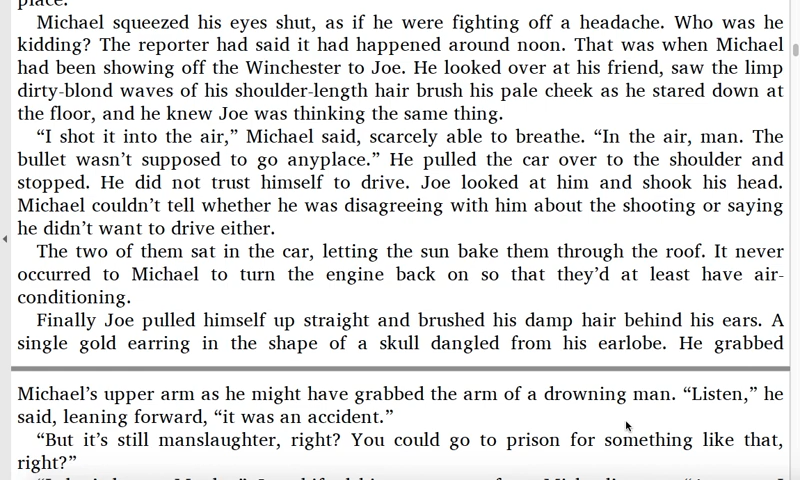 place.
Michael squeezed his eyes shut, as if he were fighting off a headache. Who was he
kidding? The reporter had said it had happened around noon. That was when Michael
had been showing off the Winchester to Joe. He looked over at his friend, saw the limp
dirty-blond waves of his shoulder-length hair brush his pale cheek as he stared down at
the floor, and he knew Joe was thinking the same thing.
“I shot it into the air,” Michael said, scarcely able to breathe. “In the air, man. The
bullet wasn’t supposed to go anyplace.” He pulled the car over to the shoulder and
stopped. He did not trust himself to drive. Joe looked at him and shook his head.
Michael couldn’t tell whether he was disagreeing with him about the shooting or saying
he didn’t want to drive either.
The two of them sat in the car, letting the sun bake them through the roof. It never
occurred to Michael to turn the engine back on so that they’d at least have air-
conditioning.
Finally Joe pulled himself up straight and brushed his damp hair behind his ears. A
single gold earring in the shape of a skull dangled from his earlobe. He grabbed
Michael’s upper arm as he might have grabbed the arm of a drowning man. “Listen,” he
said, leaning forward, “it was an accident.”
“But it’s still manslaughter, right? You could go to prison for something like that,
right?”